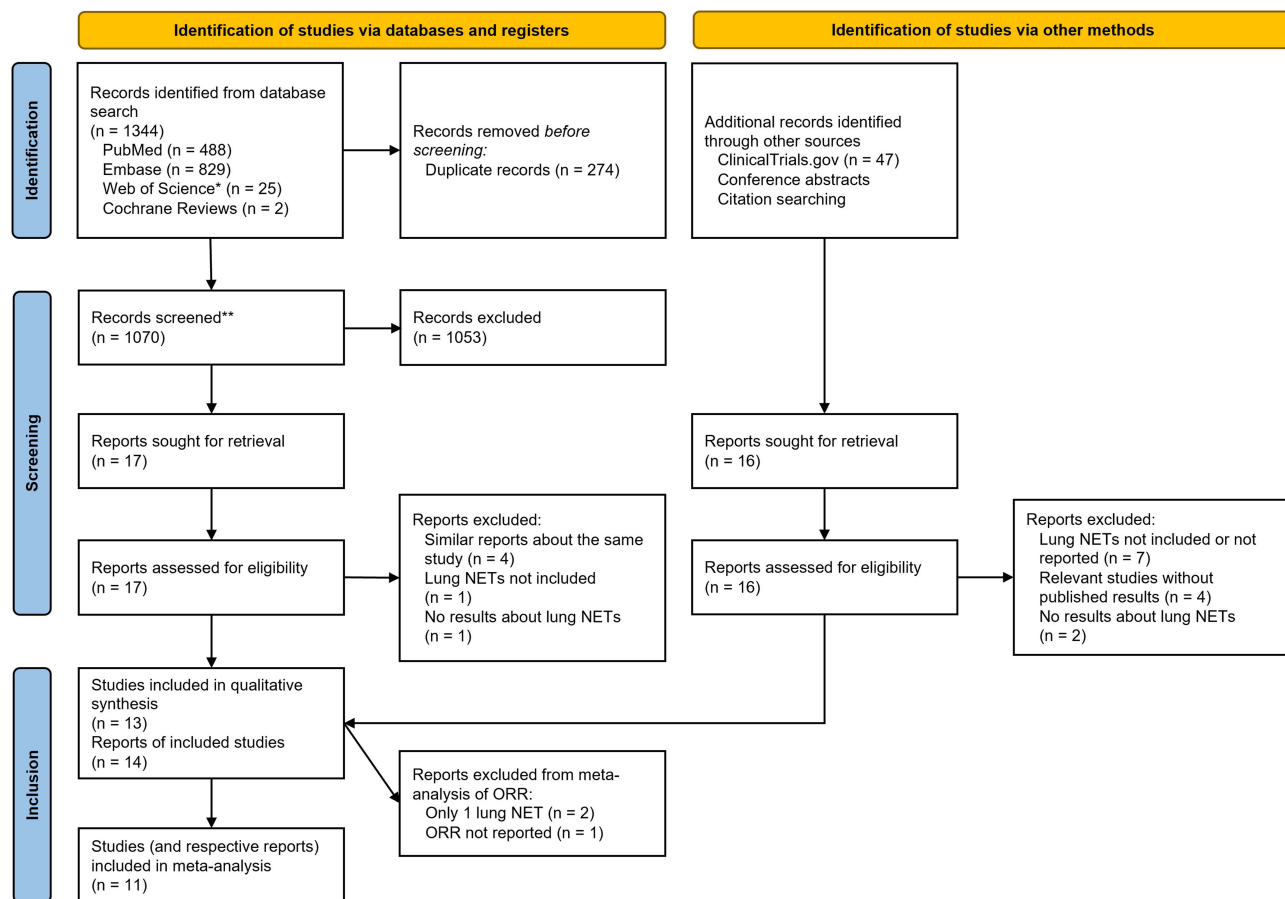 Identification of studies via databases and registers
Identification of studies via other methods
Identification
Records identified from database
search
(n = 1344)
PubMed (n = 488)
Embase (n = 829)
Web of Science* (n = 25)
Cochrane Reviews (n = 2)
Records removed before
screening:
Duplicate records (n = 274)
Additional records identified
through other sources
ClinicalTrials.gov (n = 47)
Conference abstracts
Citation searching
Screening
Records screened**
(n = 1070)
Records excluded
(n = 1053)
Reports sought for retrieval
(n = 17)
Reports sought for retrieval
(n = 16)
Reports assessed for eligibility
(n = 17)
Reports excluded:
Similar reports about the same
study (n = 4)
Lung NETs not included
(n = 1)
No results about lung NETs
(n = 1)
Reports assessed for eligibility
(n = 16)
Reports excluded:
Lung NETs not included or not
reported (n = 7)
Relevant studies without
published results (n = 4)
No results about lung NETs
(n = 2)
Inclusion
Studies included in qualitative
synthesis
(n = 13)
Reports of included studies
(n = 14)
Reports excluded from meta-
analysis of ORR:
Only 1 lung NET (n = 2)
ORR not reported (n = 1)
Studies (and respective reports)
included in meta-analysis
(n = 11)